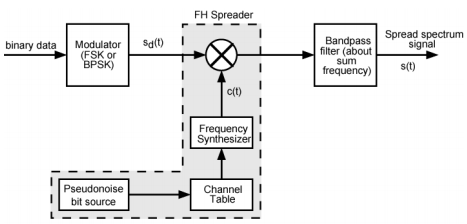 FH Spreader
binary data
Modulator
(FSK or
BPSK)
sd(t)
c(t)
Bandpass
filter (about
sum
frequency)
Spread spectrum
signal
s(t)
Frequency
Synthesizer
Pseudonoise
bit source
Channel
Table